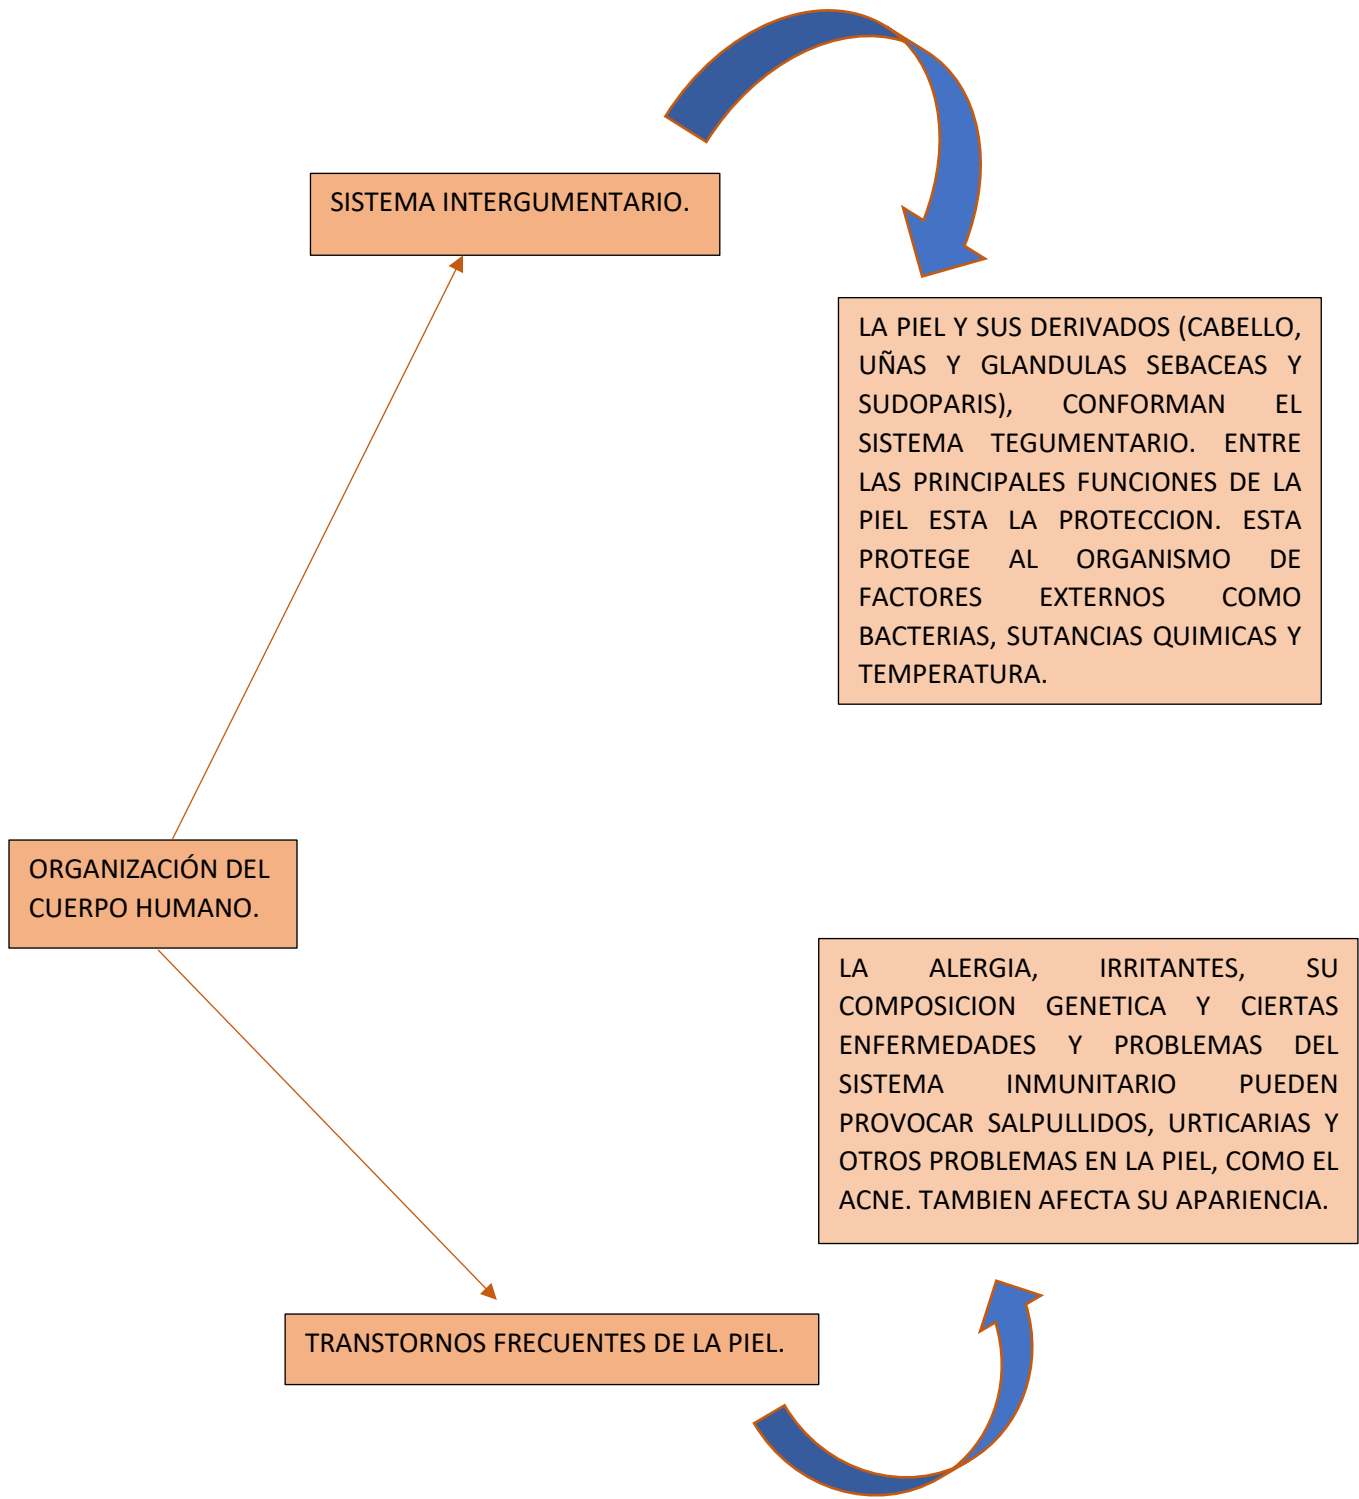 SISTEMA INTERGUMENTARIO.
LA PIEL Y SUS DERIVADOS (CABELLO,
UÑAS Y GLANDULAS SEBACEAS Y
SUDOPARIS), CONFORMAN EL
SISTEMA TEGUMENTARIO. ENTRE
LAS PRINCIPALES FUNCIONES DE LA
PIEL ESTA LA PROTECCION. ESTA
PROTEGE AL ORGANISMO DE
FACTORES EXTERNOS COMO
BACTERIAS, SUTANCIAS QUIMICAS Y
TEMPERATURA.
ORGANIZACIÓN DEL
CUERPO HUMANO.
LA ALERGIA, IRRITANTES, SU
COMPOSICION GENETICA Y CIERTAS
ENFERMEDADES Y PROBLEMAS DEL
SISTEMA INMUNITARIO PUEDEN
PROVOCAR SALPULLIDOS, URTICARIAS Y
OTROS PROBLEMAS EN LA PIEL, COMO EL
ACNE. TAMBIEN AFECTA SU APARIENCIA.
TRANSTORNOS FRECUENTES DE LA PIEL.